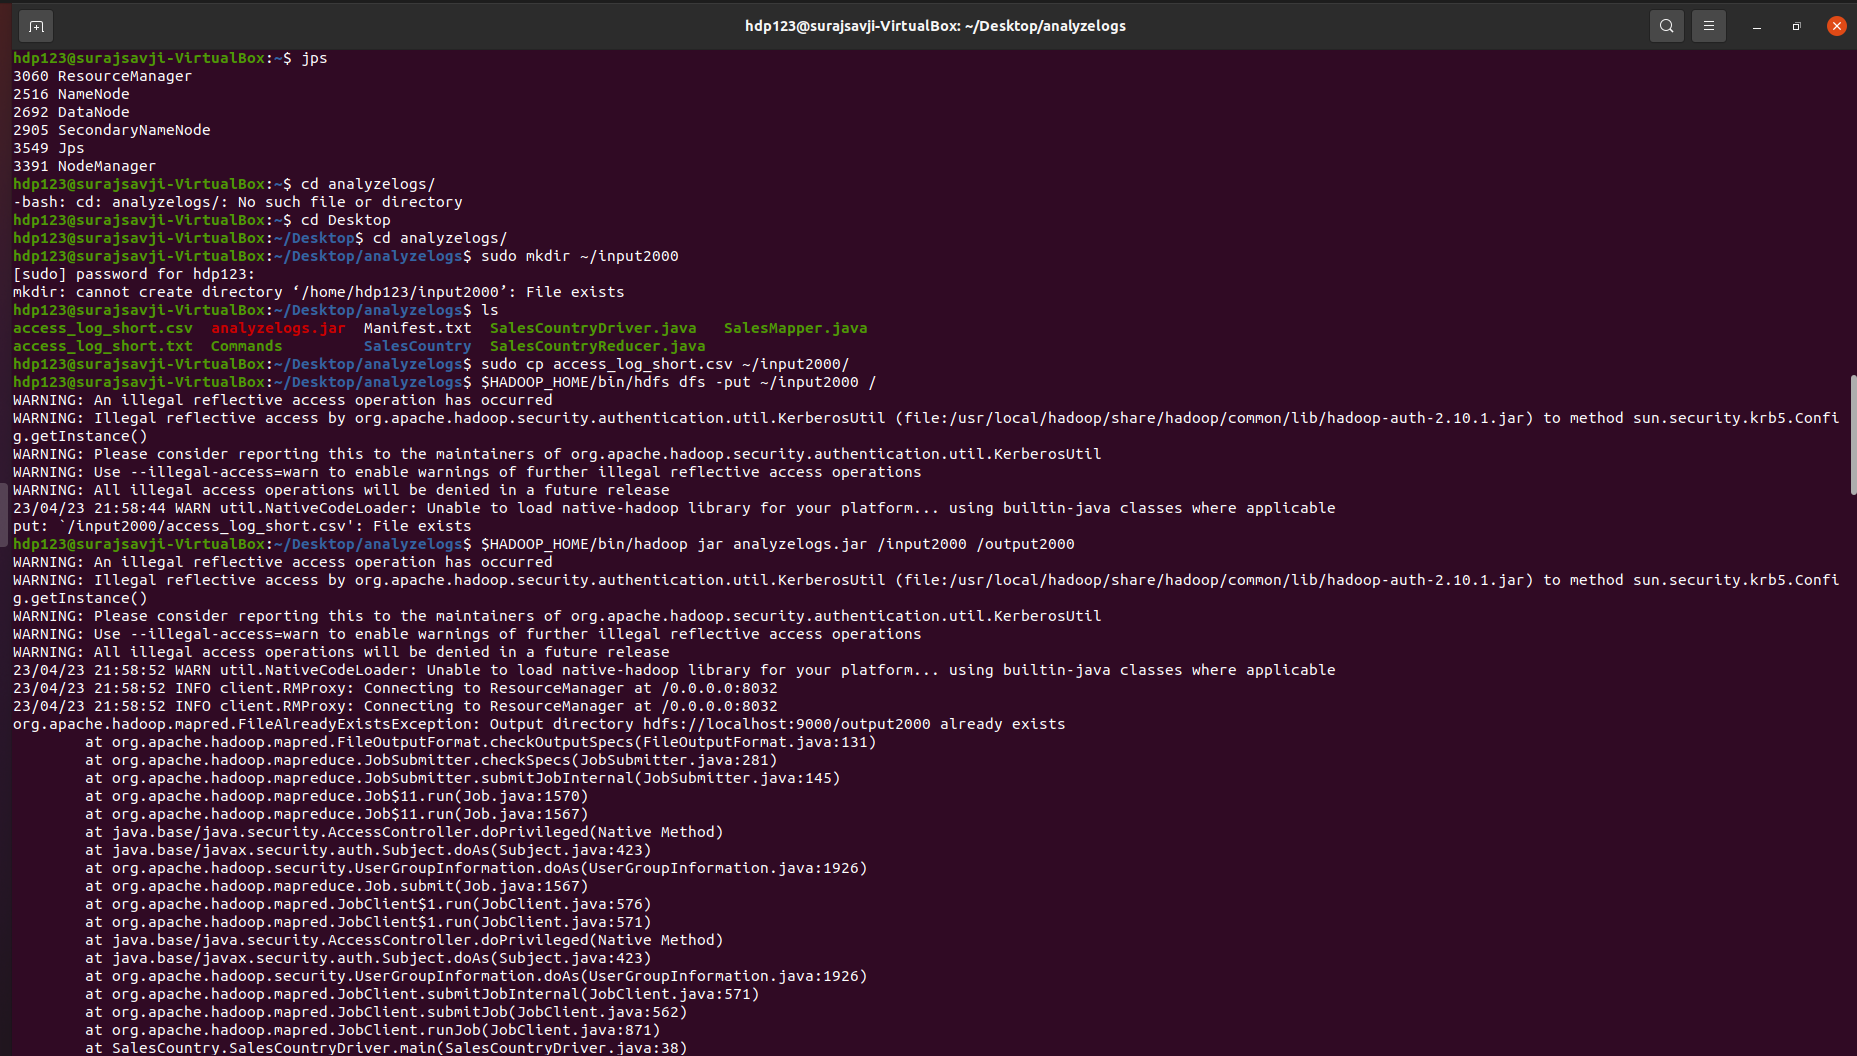 hdp123@surajsavji-VirtualBox: ~/Desktop/analyzelogs
hdp123@surajsavji-VirtualBox:~$ jps
3060 ResourceManager
2516 NameNode
2692 DataNode
2905 SecondaryNameNode
3549 Jps
3391 NodeManager
hdp123@surajsavji-VirtualBox:~$ cd analyzelogs/
-bash: cd: analyzelogs/: No such file or directory
hdp123@surajsavji-VirtualBox:~$ cd Desktop
hdp123@surajsavji-VirtualBox:~/Desktop$ cd analyzelogs/
hdp123@surajsavji-VirtualBox:~/Desktop/analyzelogs$ sudo mkdir ~/input2000
[sudo] password for hdp123:
mkdir: cannot create directory ‘/home/hdp123/input2000’: File exists
hdp123@surajsavji-VirtualBox:~/Desktop/analyzelogs$ ls
access_log_short.csv  analyzelogs.jar  Manifest.txt  SalesCountryDriver.java   SalesMapper.java
access_log_short.txt  Commands         SalesCountry  SalesCountryReducer.java
hdp123@surajsavji-VirtualBox:~/Desktop/analyzelogs$ sudo cp access_log_short.csv ~/input2000/
hdp123@surajsavji-VirtualBox:~/Desktop/analyzelogs$ $HADOOP_HOME/bin/hdfs dfs -put ~/input2000 /
WARNING: An illegal reflective access operation has occurred
WARNING: Illegal reflective access by org.apache.hadoop.security.authentication.util.KerberosUtil (file:/usr/local/hadoop/share/hadoop/common/lib/hadoop-auth-2.10.1.jar) to method sun.security.krb5.Confi
g.getInstance()
WARNING: Please consider reporting this to the maintainers of org.apache.hadoop.security.authentication.util.KerberosUtil
WARNING: Use --illegal-access=warn to enable warnings of further illegal reflective access operations
WARNING: All illegal access operations will be denied in a future release
23/04/23 21:58:44 WARN util.NativeCodeLoader: Unable to load native-hadoop library for your platform... using builtin-java classes where applicable
put: `/input2000/access_log_short.csv': File exists
hdp123@surajsavji-VirtualBox:~/Desktop/analyzelogs$ $HADOOP_HOME/bin/hadoop jar analyzelogs.jar /input2000 /output2000
WARNING: An illegal reflective access operation has occurred
WARNING: Illegal reflective access by org.apache.hadoop.security.authentication.util.KerberosUtil (file:/usr/local/hadoop/share/hadoop/common/lib/hadoop-auth-2.10.1.jar) to method sun.security.krb5.Confi
g.getInstance()
WARNING: Please consider reporting this to the maintainers of org.apache.hadoop.security.authentication.util.KerberosUtil
WARNING: Use --illegal-access=warn to enable warnings of further illegal reflective access operations
WARNING: All illegal access operations will be denied in a future release
23/04/23 21:58:52 WARN util.NativeCodeLoader: Unable to load native-hadoop library for your platform... using builtin-java classes where applicable
23/04/23 21:58:52 INFO client.RMProxy: Connecting to ResourceManager at /0.0.0.0:8032
23/04/23 21:58:52 INFO client.RMProxy: Connecting to ResourceManager at /0.0.0.0:8032
org.apache.hadoop.mapred.FileAlreadyExistsException: Output directory hdfs://localhost:9000/output2000 already exists
at org.apache.hadoop.mapred.FileOutputFormat.checkOutputSpecs(FileOutputFormat.java:131)
at org.apache.hadoop.mapreduce.JobSubmitter.checkSpecs(JobSubmitter.java:281)
at org.apache.hadoop.mapreduce.JobSubmitter.submitJobInternal(JobSubmitter.java:145)
at org.apache.hadoop.mapreduce.Job$11.run(Job.java:1570)
at org.apache.hadoop.mapreduce.Job$11.run(Job.java:1567)
at java.base/java.security.AccessController.doPrivileged(Native Method)
at java.base/javax.security.auth.Subject.doAs(Subject.java:423)
at org.apache.hadoop.security.UserGroupInformation.doAs(UserGroupInformation.java:1926)
at org.apache.hadoop.mapreduce.Job.submit(Job.java:1567)
at org.apache.hadoop.mapred.JobClient$1.run(JobClient.java:576)
at org.apache.hadoop.mapred.JobClient$1.run(JobClient.java:571)
at java.base/java.security.AccessController.doPrivileged(Native Method)
at java.base/javax.security.auth.Subject.doAs(Subject.java:423)
at org.apache.hadoop.security.UserGroupInformation.doAs(UserGroupInformation.java:1926)
at org.apache.hadoop.mapred.JobClient.submitJobInternal(JobClient.java:571)
at org.apache.hadoop.mapred.JobClient.submitJob(JobClient.java:562)
at org.apache.hadoop.mapred.JobClient.runJob(JobClient.java:871)
at SalesCountry.SalesCountryDriver.main(SalesCountryDriver.java:38)